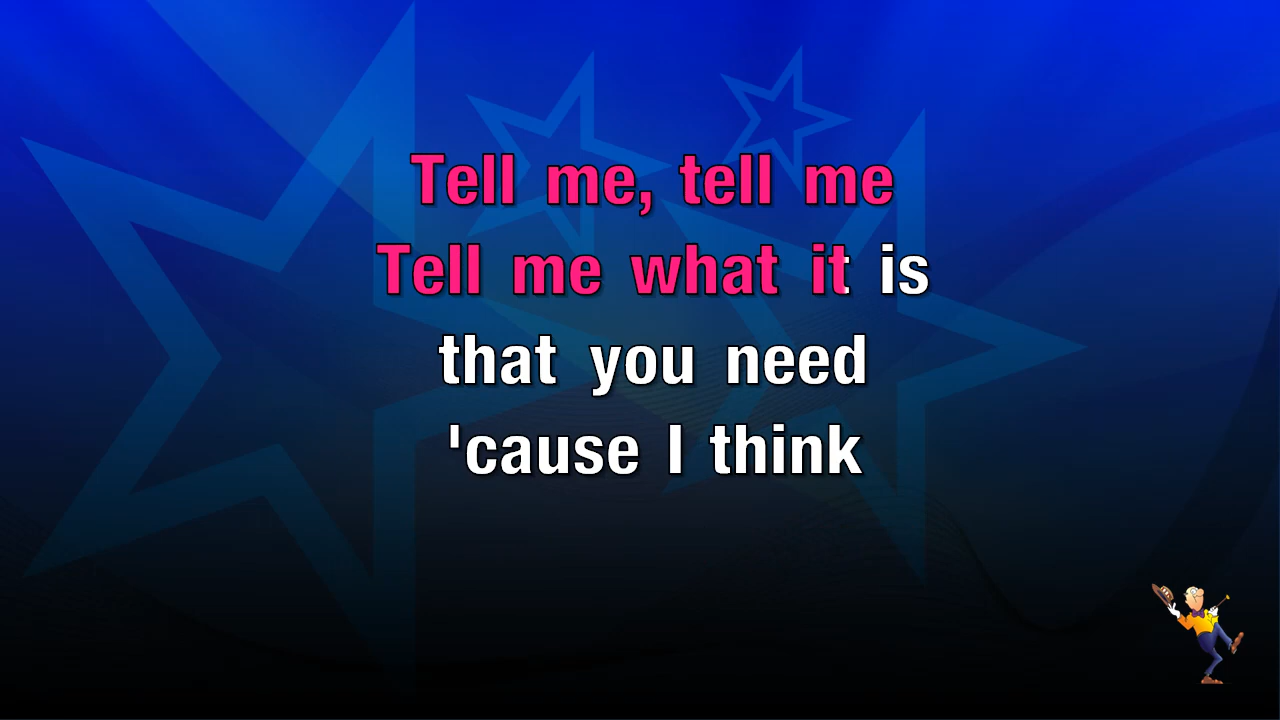 Tell me, tell me
Tell me what it is
that you need
'cause I think